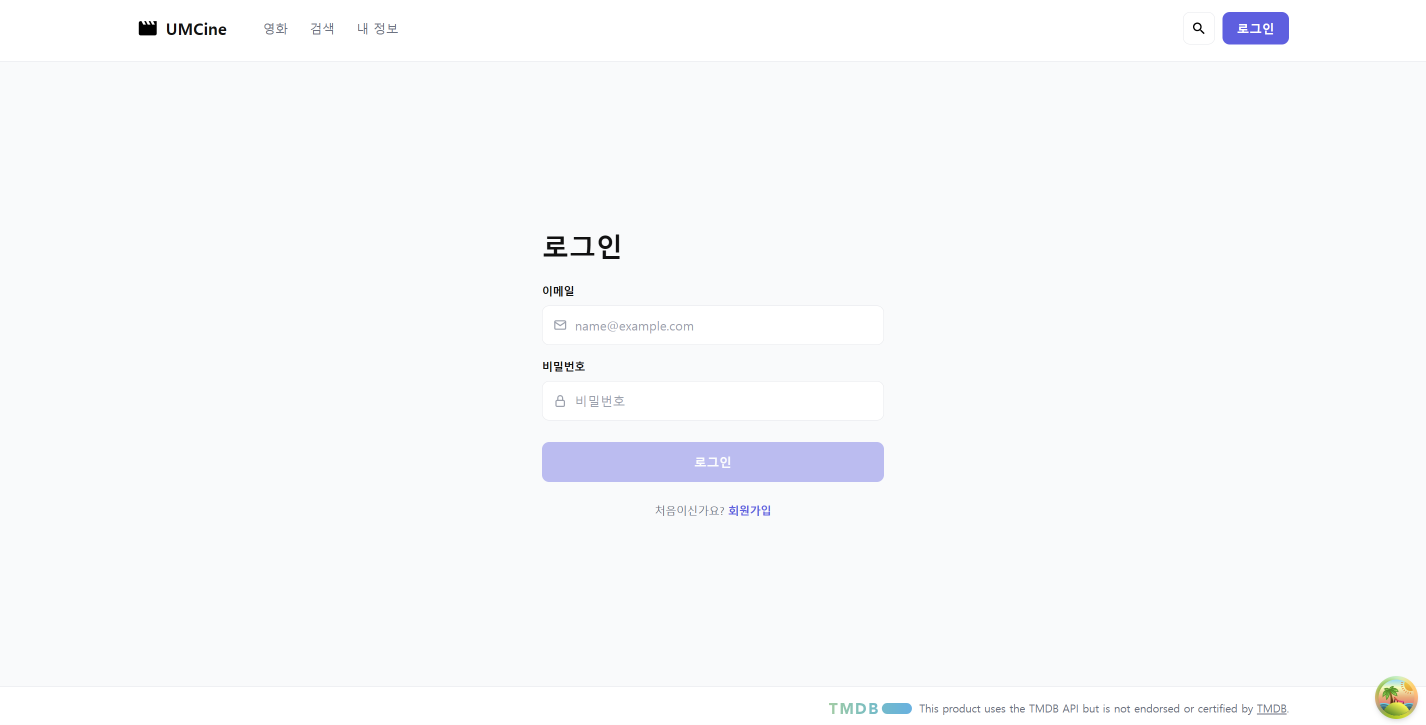 UMCine 영화 검색 내 정보 로그인
로그인
이메일
name@example.com
비밀번호
비밀번호
로그인
처음이신가요? 회원가입
TMDB This product uses the TMDB API but is not endorsed or certified by TMDB.